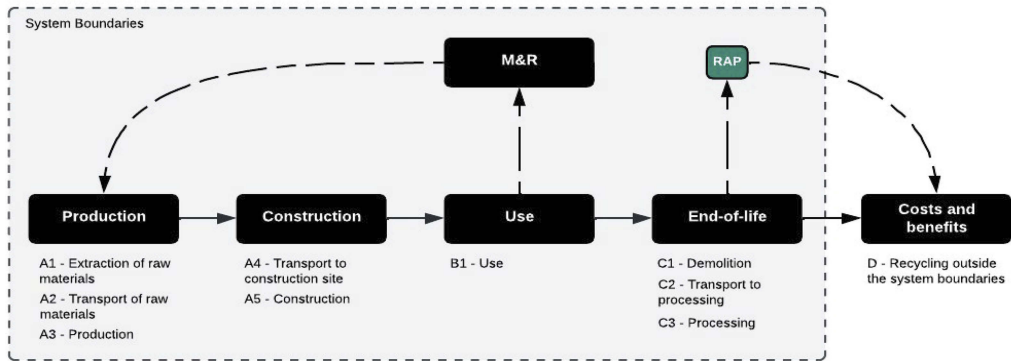 System Boundaries
M&R
RAP
Production
Construction
Use
End-of-life
Costs and
benefits
A1 - Extraction of raw
materials
A2 - Transport of raw
materials
A3 - Production
A4 - Transport to
construction site
A5 - Construction
B1 - Use
C1 - Demolition
C2 - Transport to
processing
C3 - Processing
D - Recycling outside
the system boundaries